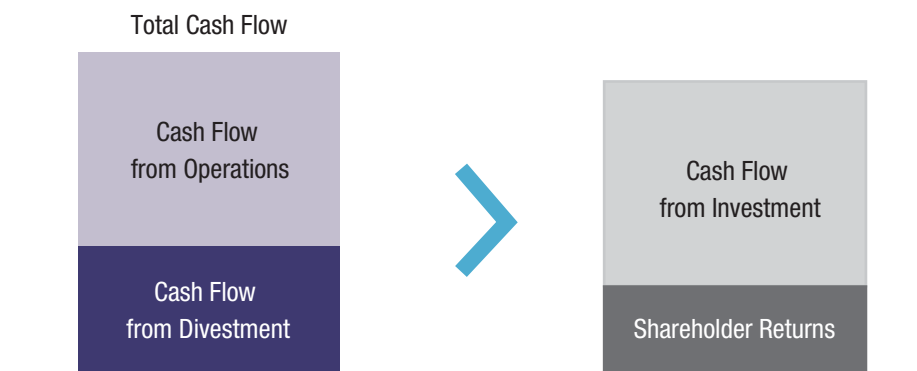 Total Cash Flow
Cash Flow
from Operations
Cash Flow
from Divestment
Cash Flow
from Investment
Shareholder Returns